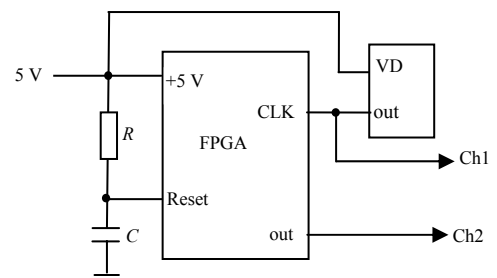 5 V
+5 V
VD
CLK
out
R
FPGA
Ch1
Reset
C
out
Ch2